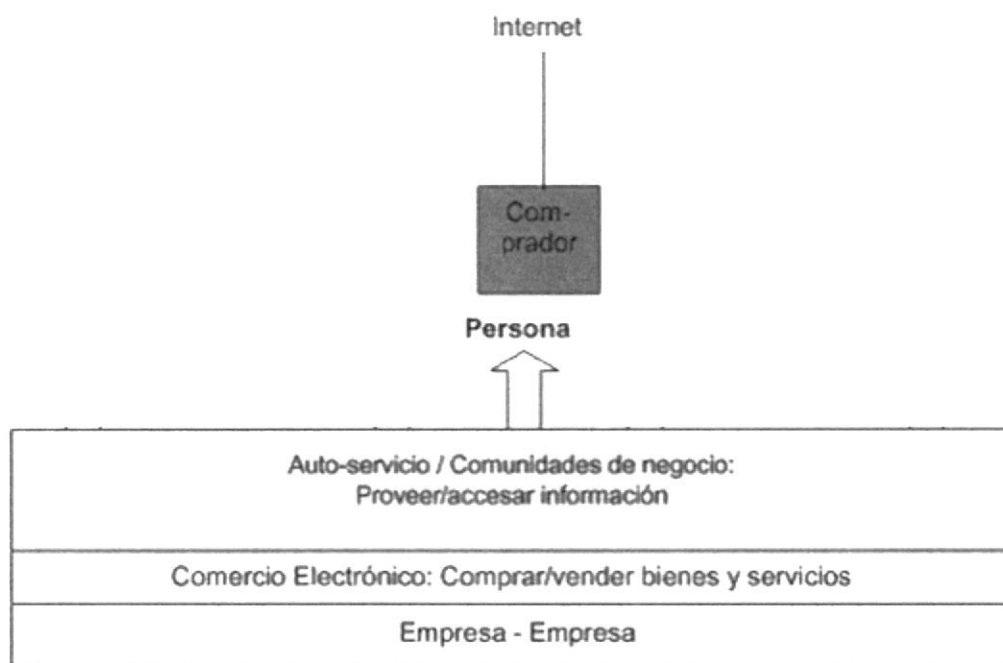 Internet
Com-
prador
Persona
Auto-servicio / Comunidades de negocio:
Proveer/accesar información
Comercio Electrónico: Comprar/vender bienes y servicios
Empresa - Empresa